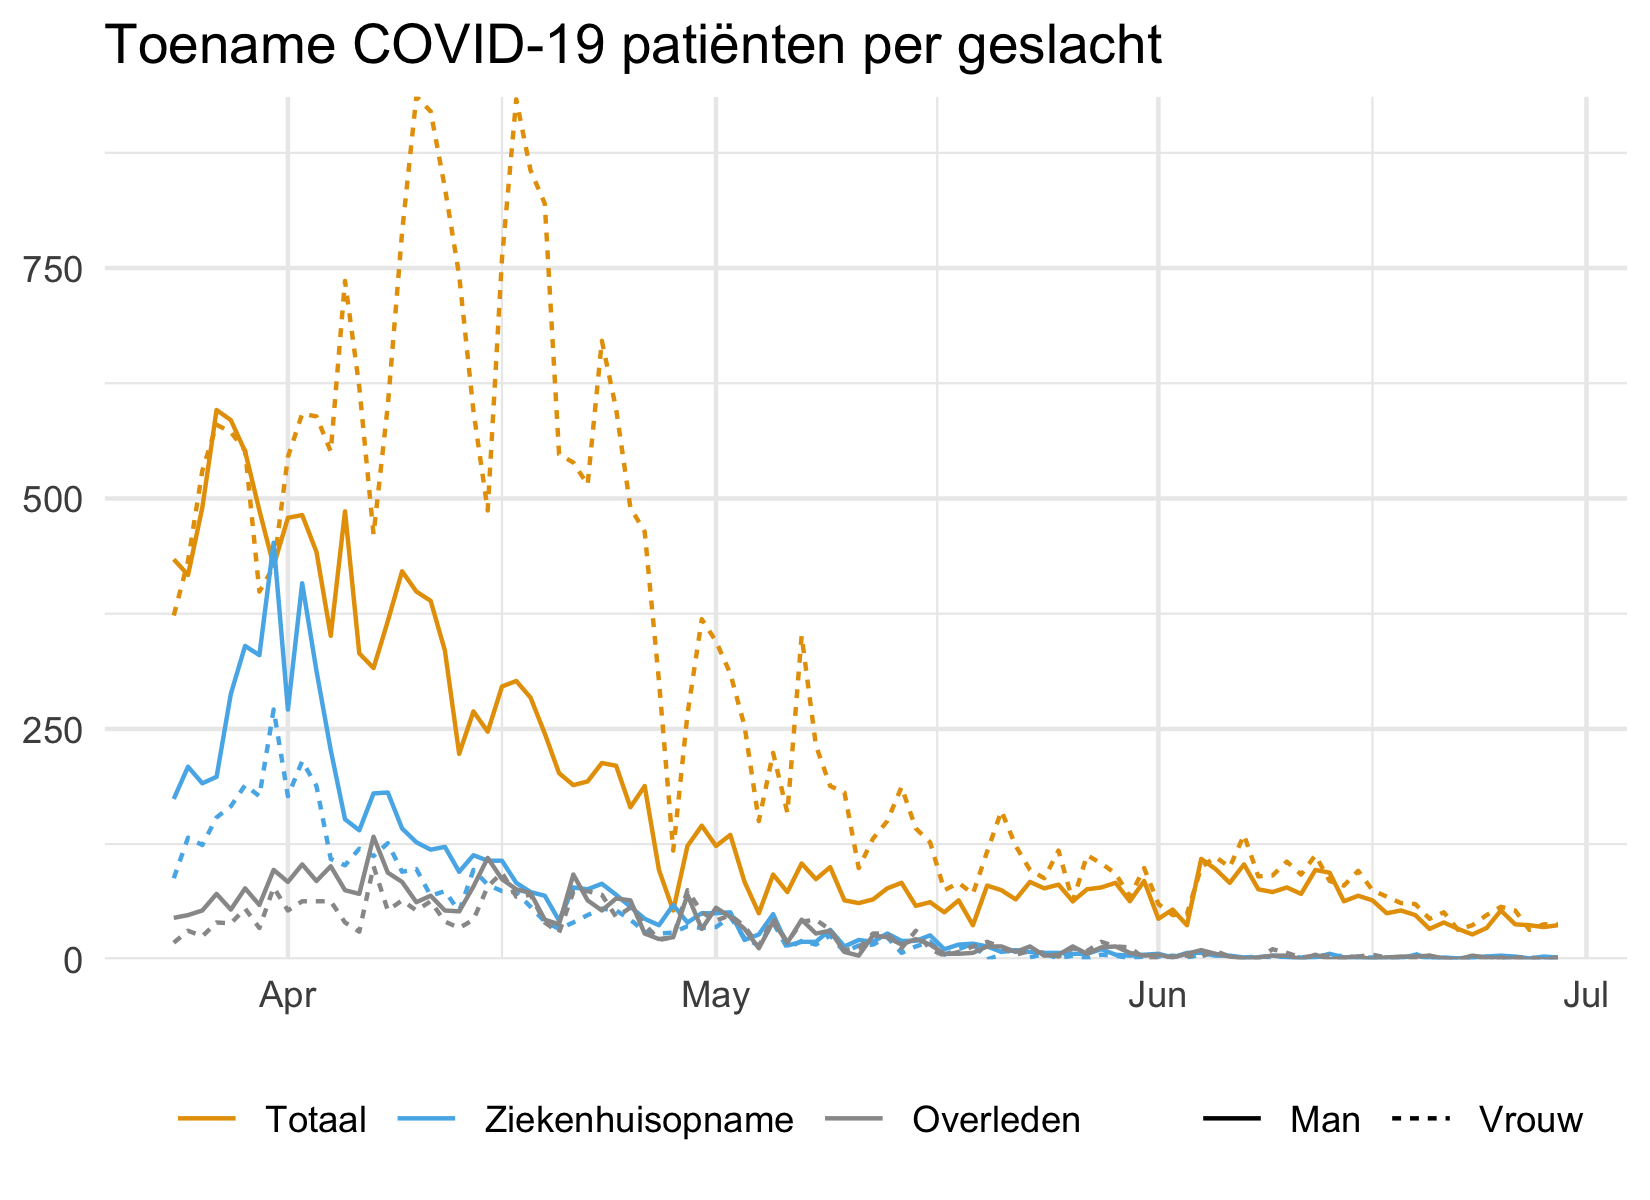 Toename COVID-19 patiënten per geslacht
750
500
250
0
Apr May Jun Jul
Totaal Ziekenhuisopname Overleden Man Vrouw